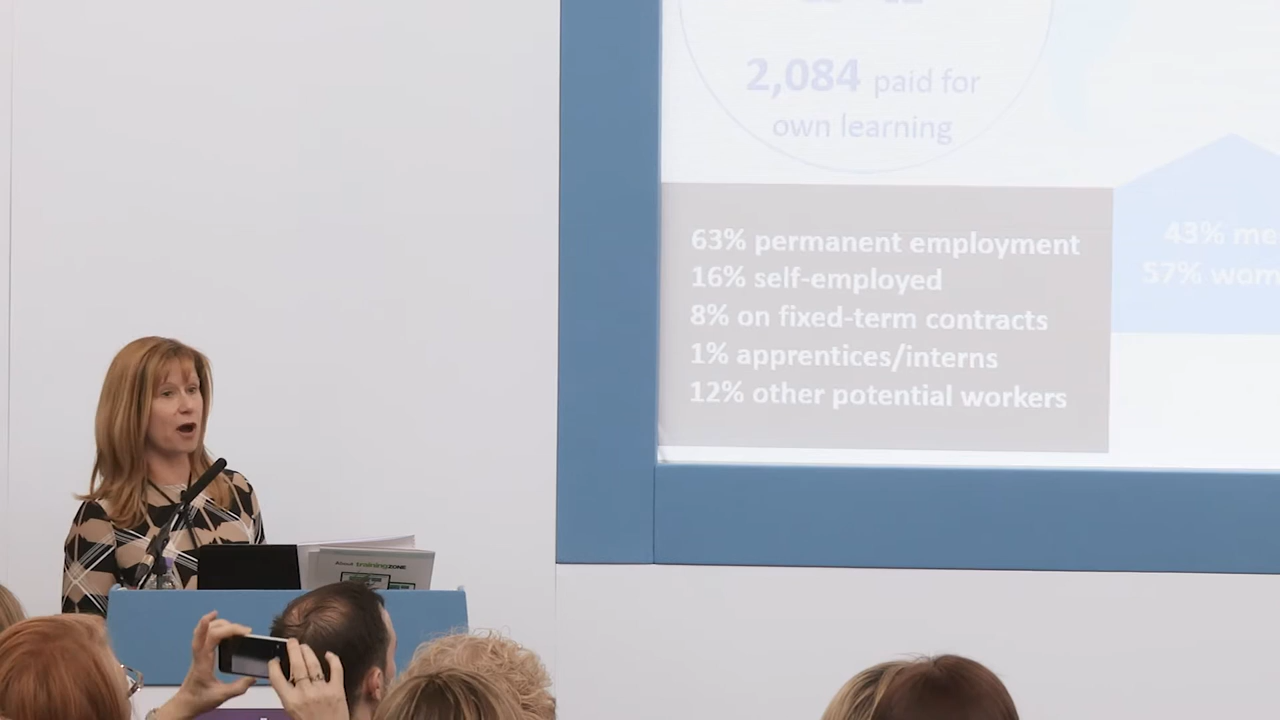 2,084 paid for
own learning
63% permanent employment
16% self-employed
8% on fixed-term contracts
1% apprentices/interns
12% other potential workers
43% me
57% wom
About trainingZONE